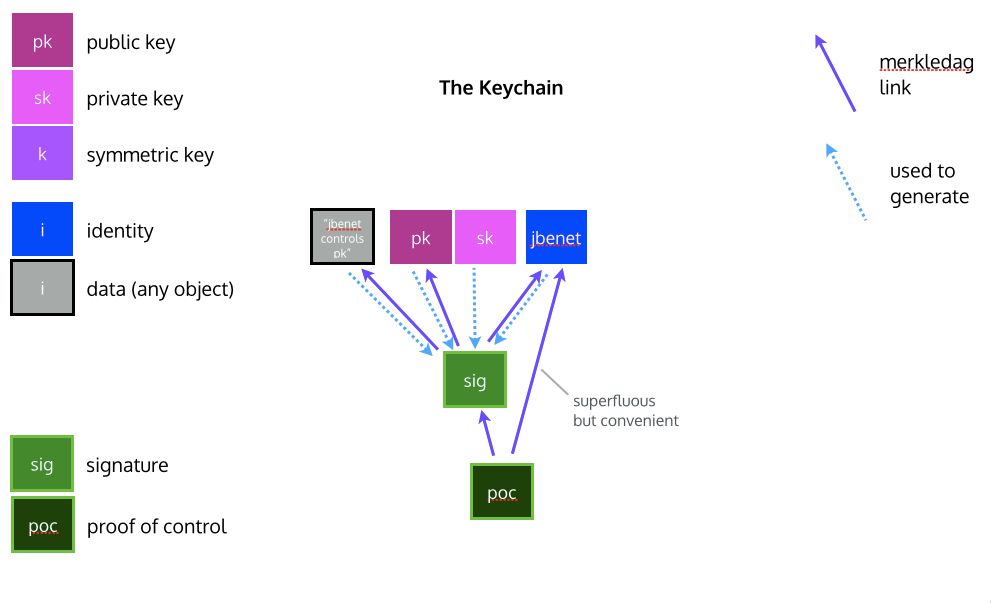 pk
public key
sk
private key
k
symmetric key
i
identity
i
data (any object)
sig
signature
poc
proof of control
The Keychain
merkledag
link
used to
generate
"jbenet
controls
pk"
pk
sk
jbenet
sig
superfluous
but convenient
poc